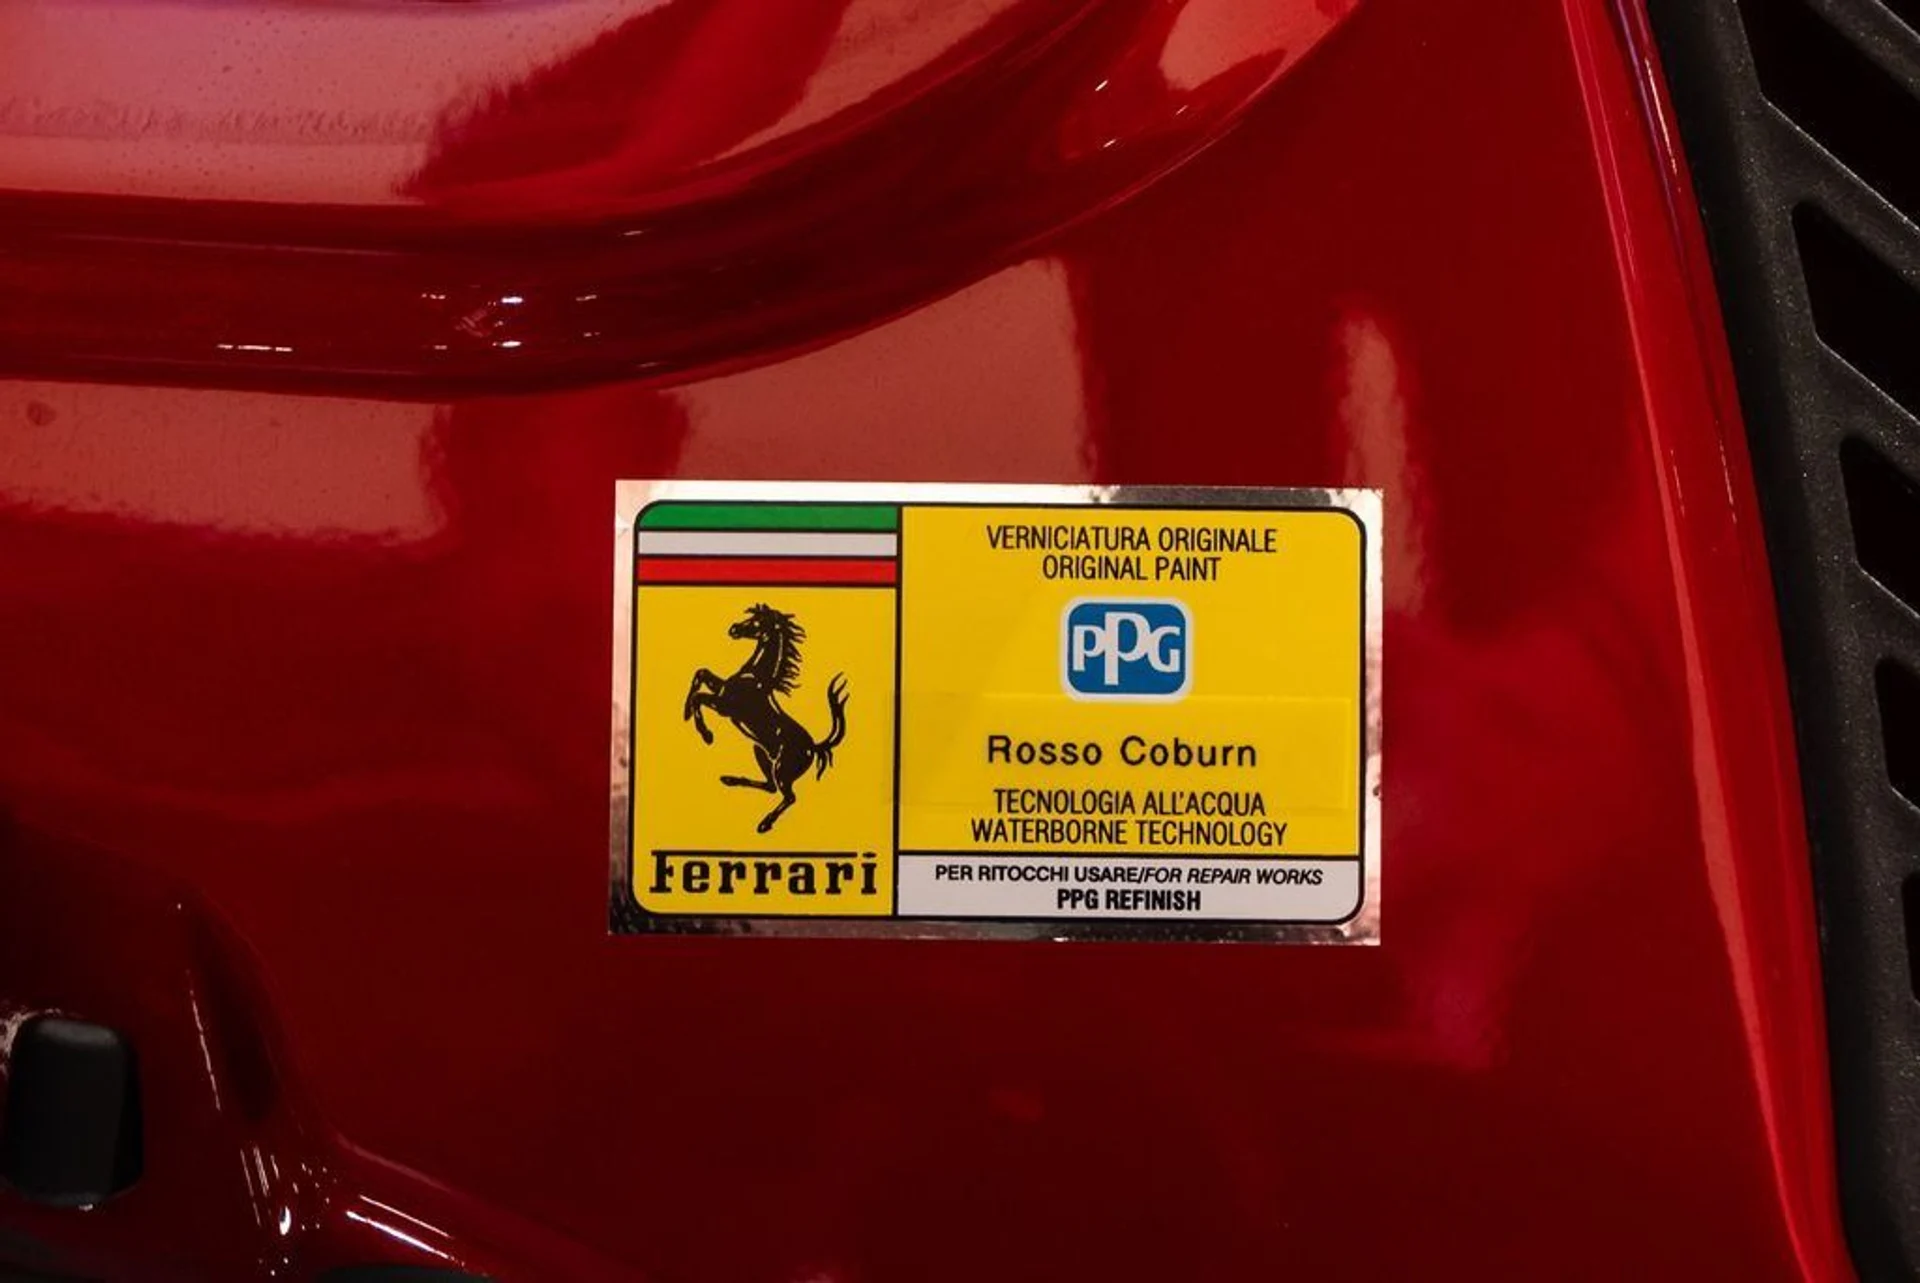 Ferrari
VERNICIATURA ORIGINALE
ORIGINAL PAINT
PPG
Rosso Coburn
TECNOLOGIA ALL'ACQUA
WATERBORNE TECHNOLOGY
PER RITOCCHI USARE/FOR REPAIR WORKS
PPG REFINISH